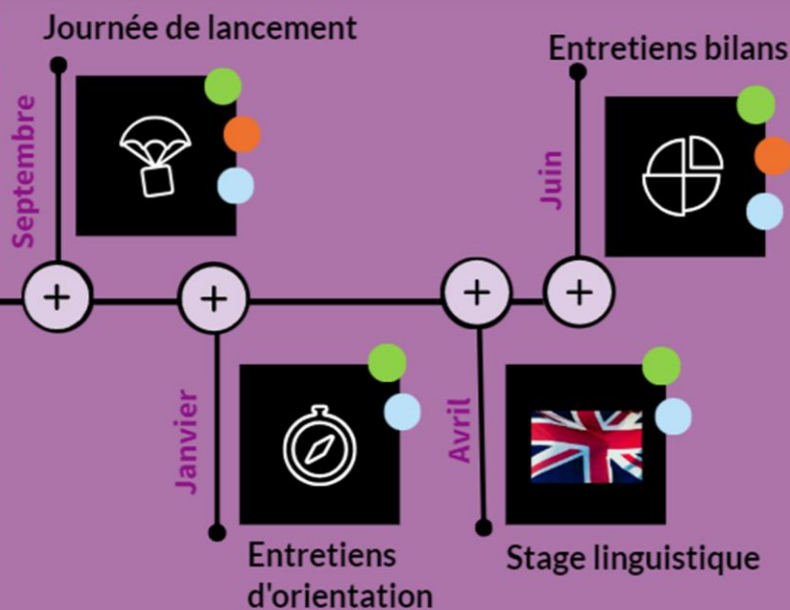 Journée de lancement
Septembre
Entretiens bilans
Juin
Janvier
Entretiens
d'orientation
Avril
Stage linguistique